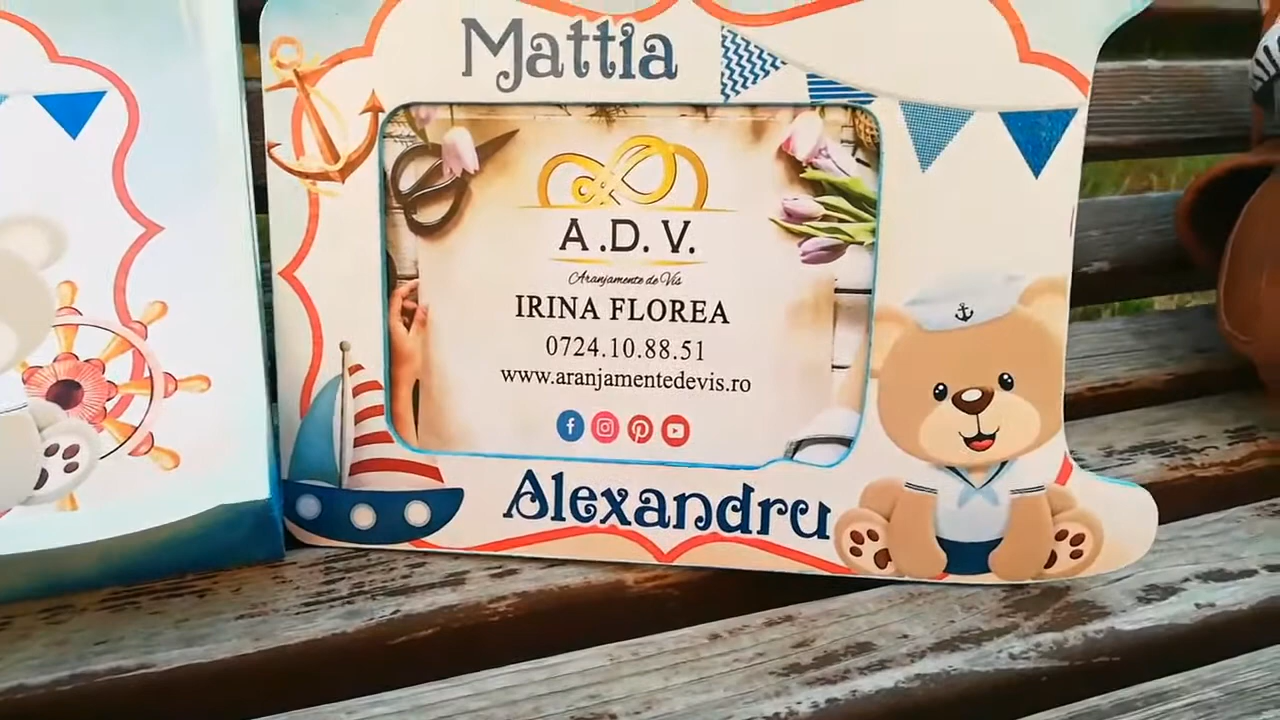 Mattia
A.D.V.
Aranjamente de Vis
IRINA FLOREA
0724.10.88.51
www.aranjamentedevis.ro
Alexandru